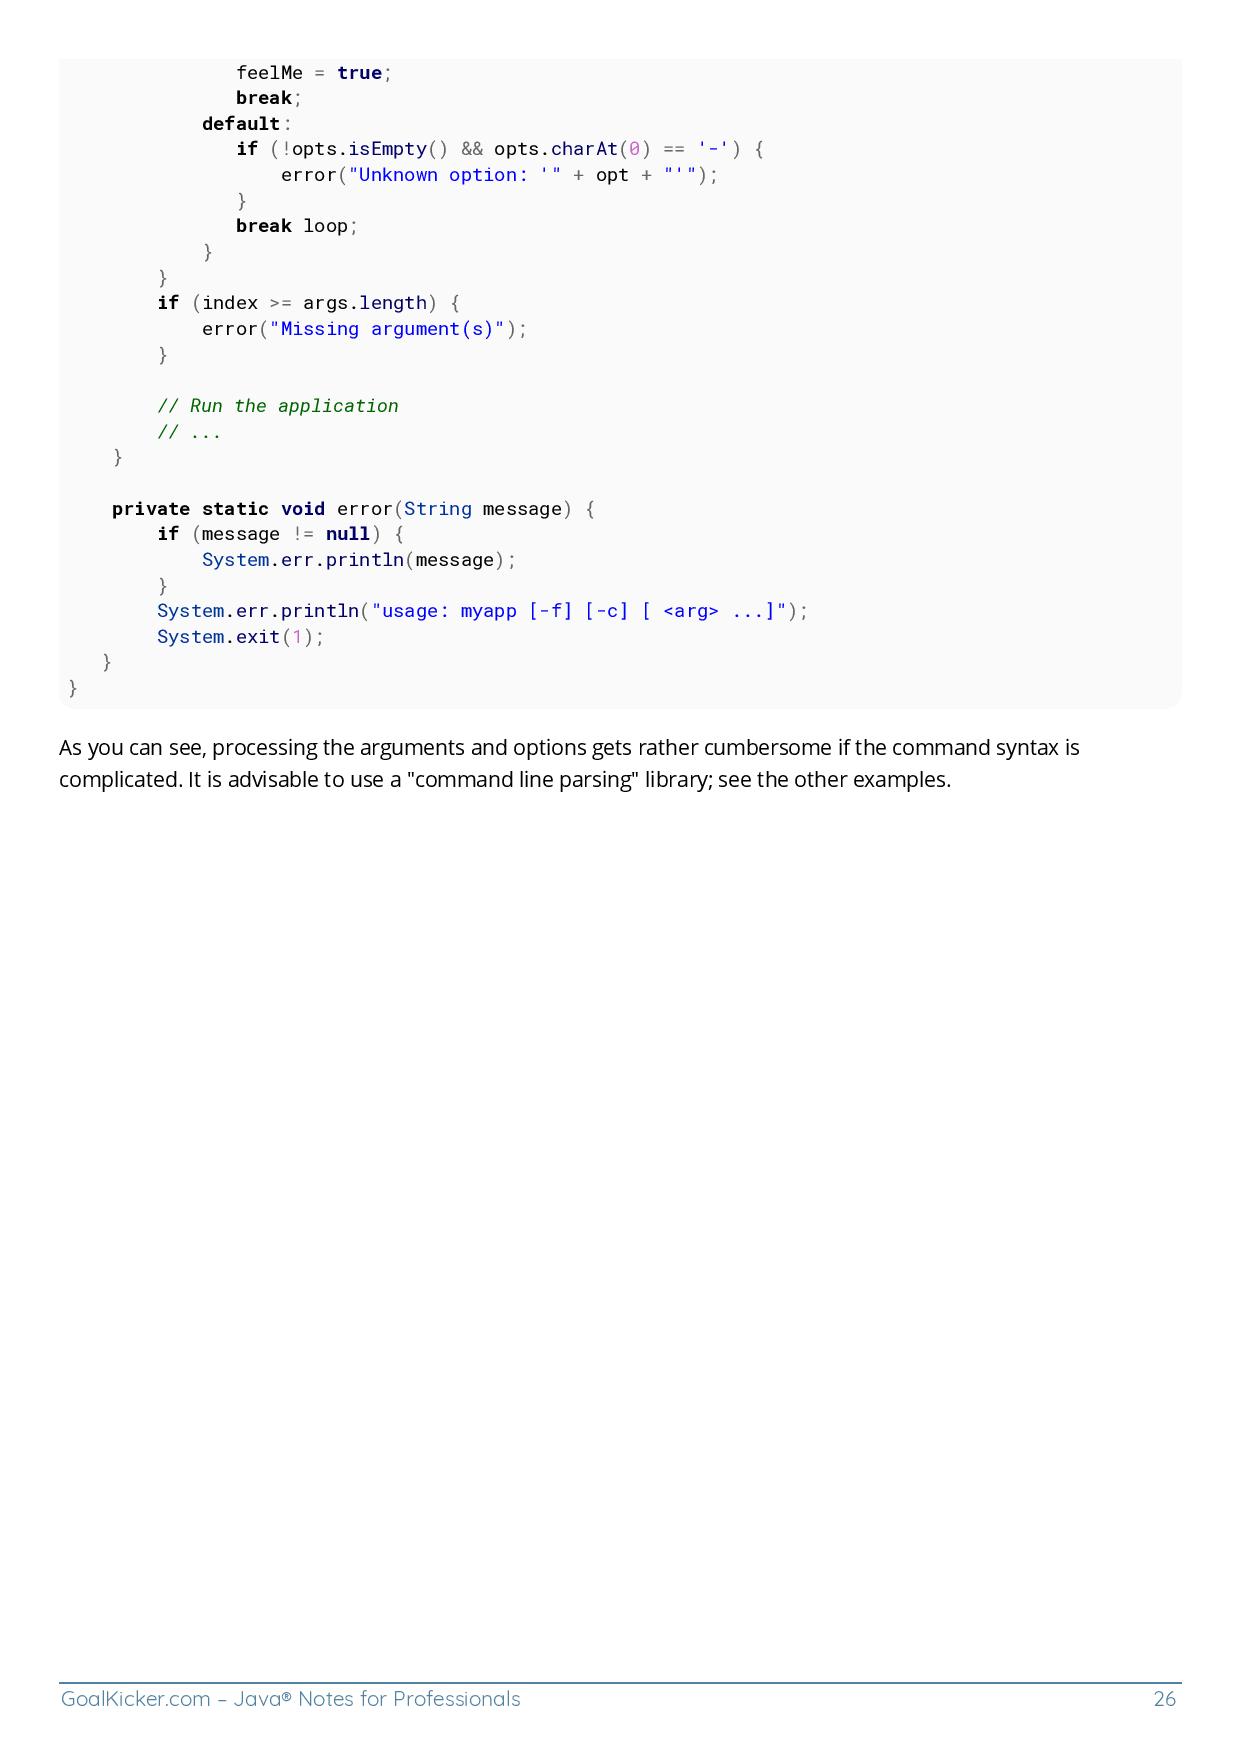 feelMe = true;
break;
default:
if (!opts.isEmpty() && opts.charAt(0) == '-') {
error("Unknown option: '" + opt + "'");
}
break loop;
}
}
if (index >= args.length) {
error("Missing argument(s)");
}
// Run the application
// ...
}
private static void error(String message) {
if (message != null) {
System.err.println(message);
}
System.err.println("usage: myapp [-f] [-c] [ <arg> ...]");
System.exit(1);
}
}
As you can see, processing the arguments and options gets rather cumbersome if the command syntax is
complicated. It is advisable to use a "command line parsing" library; see the other examples.
GoalKicker.com – Java® Notes for Professionals 26